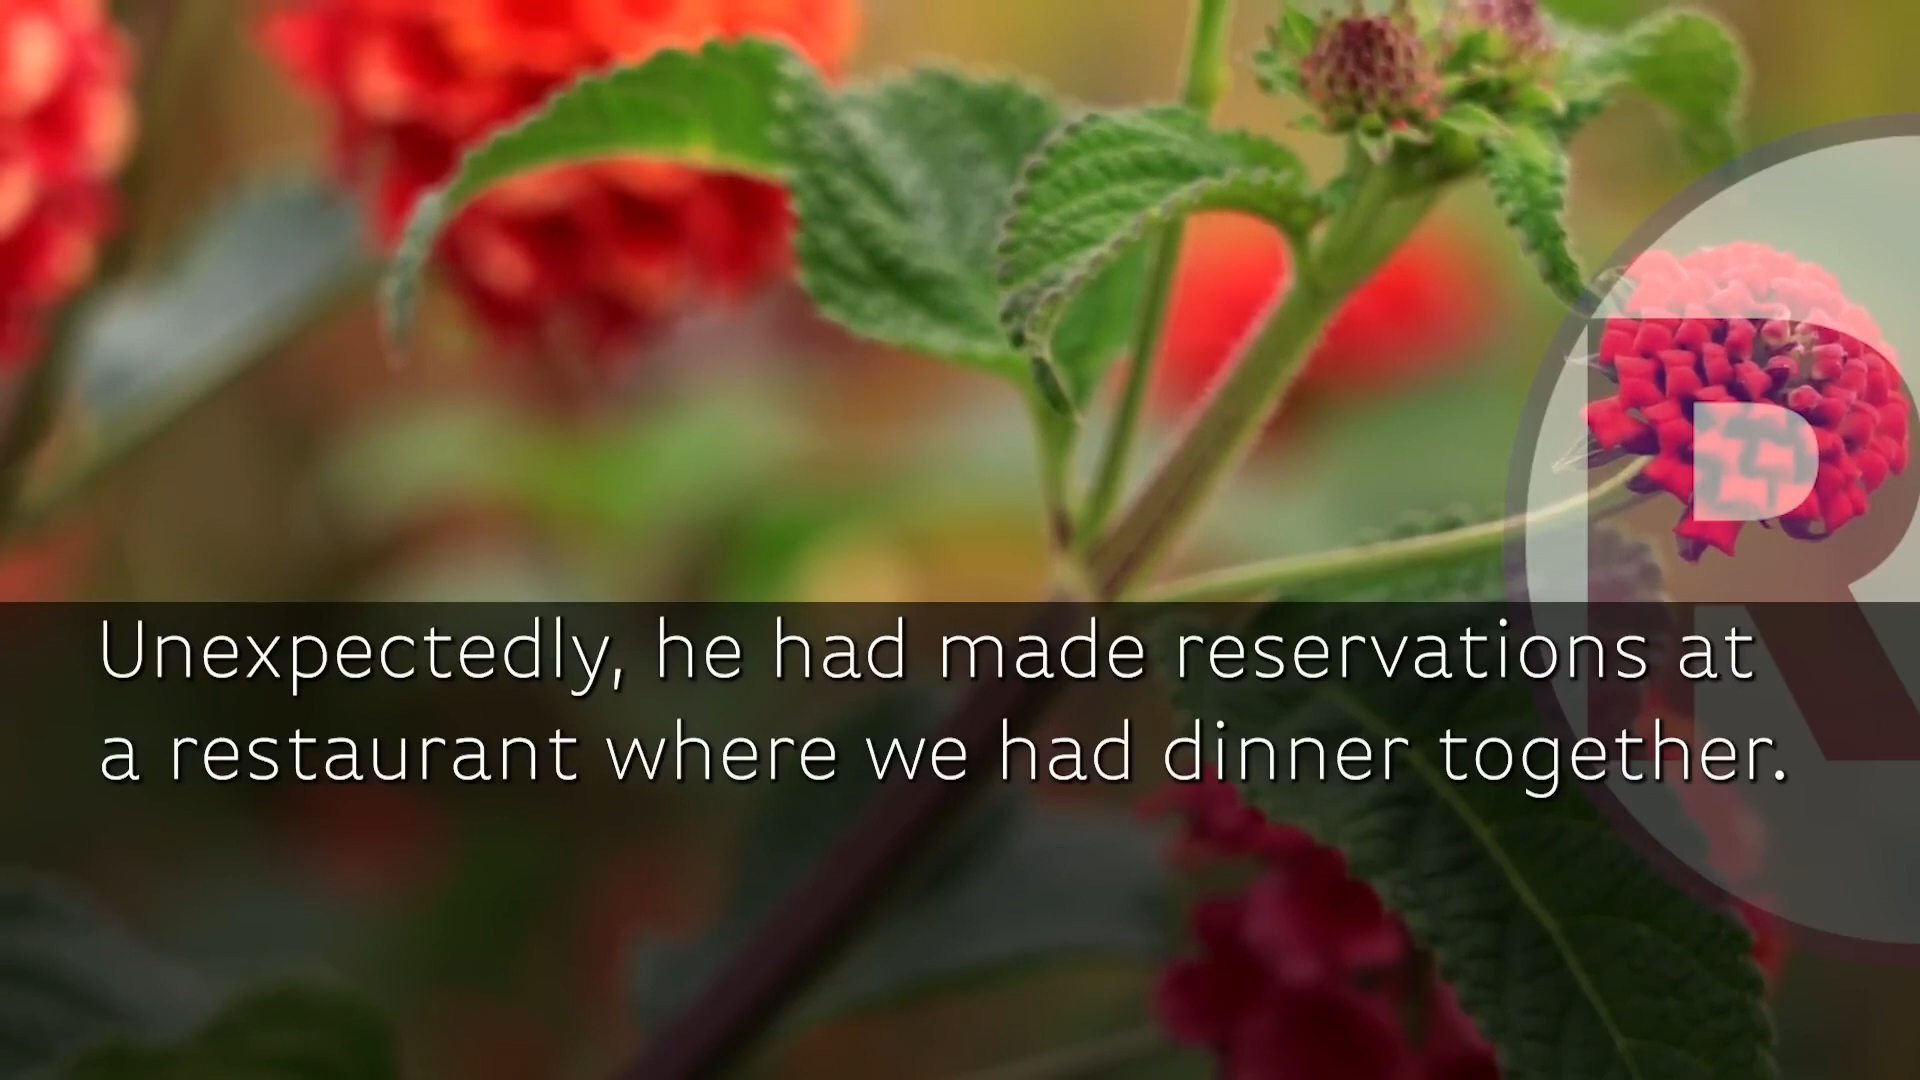 Unexpectedly, he had made reservations at
a restaurant where we had dinner together.
R